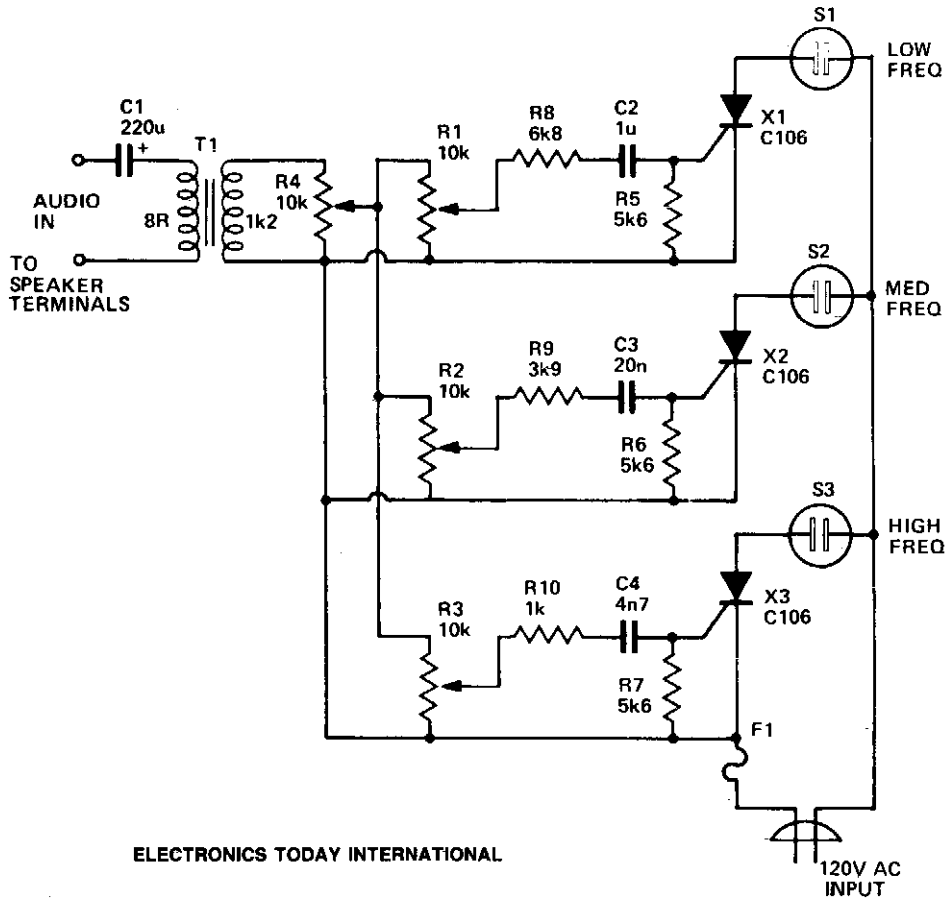 S1
LOW
FREQ
C1
220u
+
T1
R4
10k
R1
10k
R8
6k8
C2
1u
X1
C106
R5
5k6
AUDIO
IN
8R
1k2
TO
SPEAKER
TERMINALS
S2
MED
FREQ
R2
10k
R9
3k9
C3
20n
X2
C106
R6
5k6
S3
HIGH
FREQ
R3
10k
R10
1k
C4
4n7
X3
C106
R7
5k6
F1
ELECTRONICS TODAY INTERNATIONAL
120V AC
INPUT